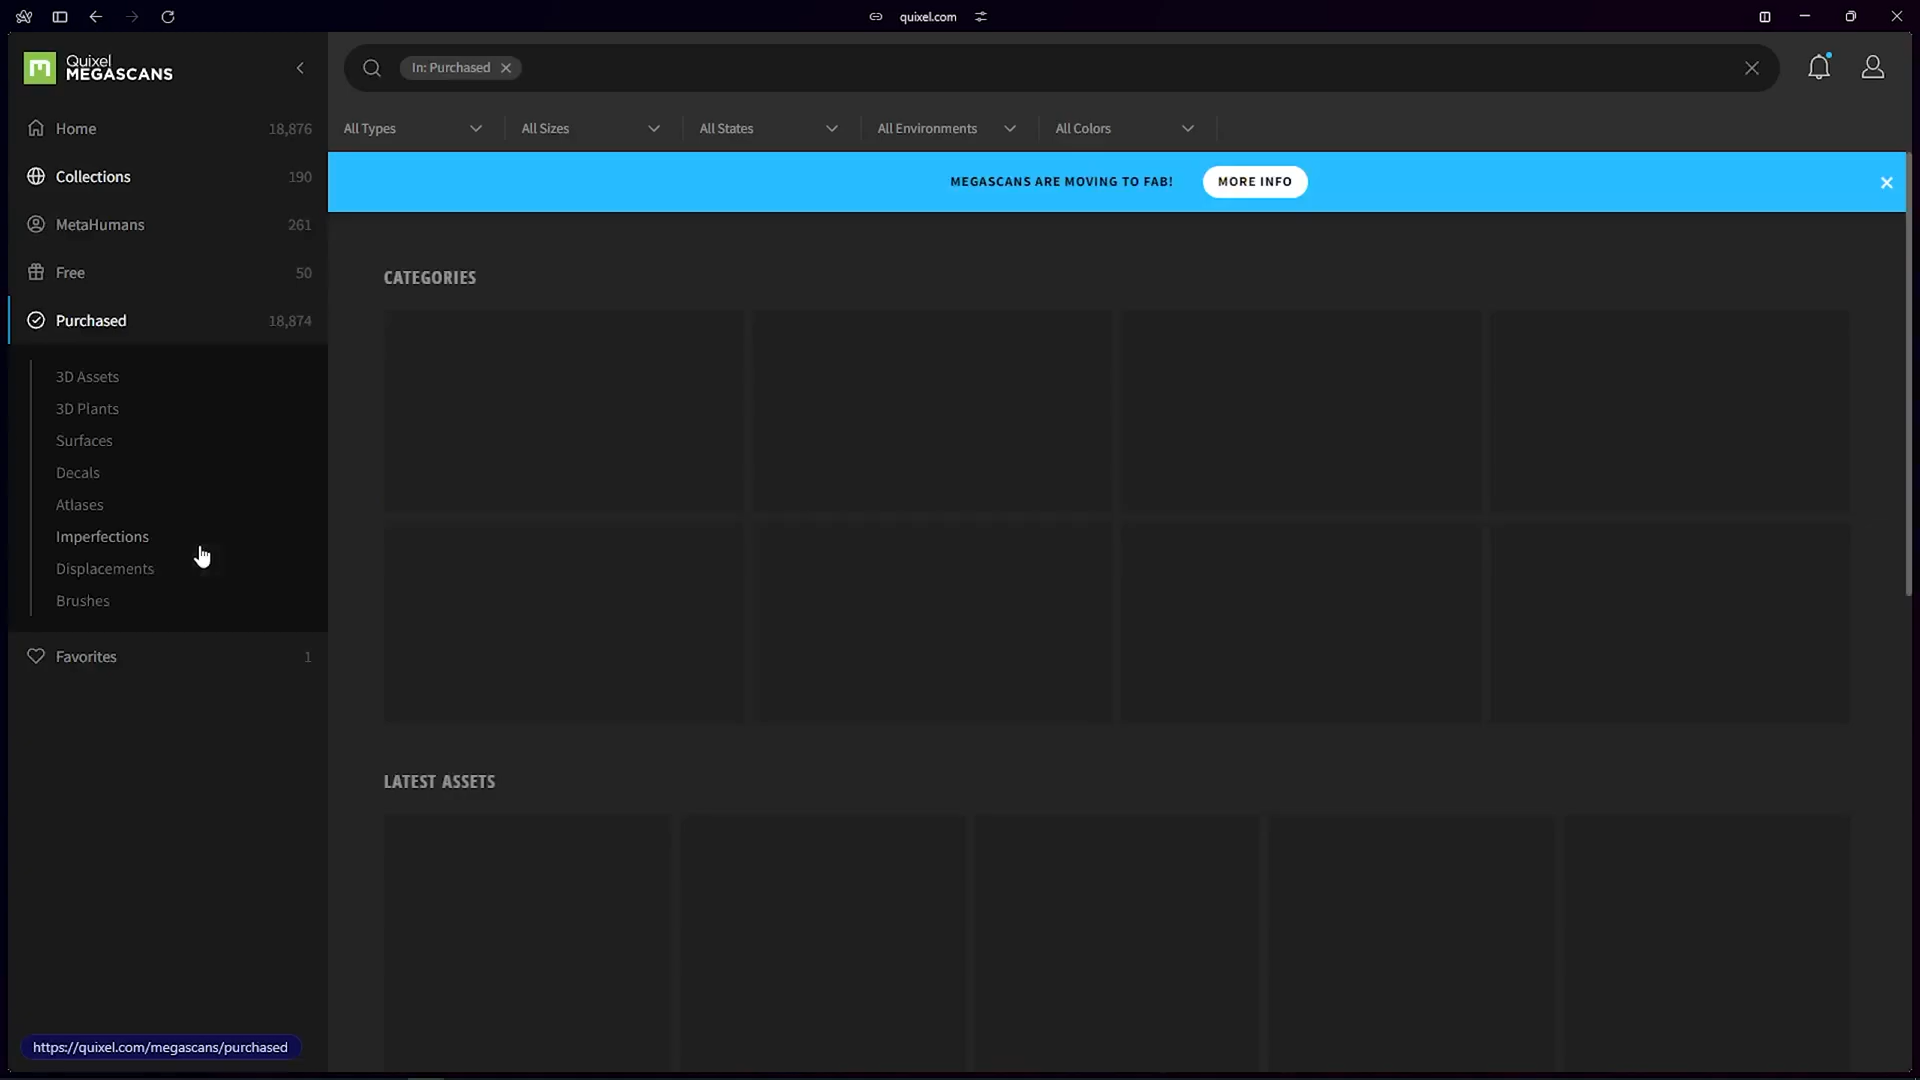 quixel.com
Quixel
MEGASCANS
In: Purchased
Home 18,876
All Types
All Sizes
All States
All Environments
All Colors
Collections 190
MEGASCANS ARE MOVING TO FAB!
MORE INFO
MetaHumans 261
Free 50
Purchased 18,874
3D Assets
3D Plants
Surfaces
Decals
Atlases
Imperfections
Displacements
Brushes
Favorites 1
CATEGORIES
LATEST ASSETS
https://quixel.com/megascans/purchased